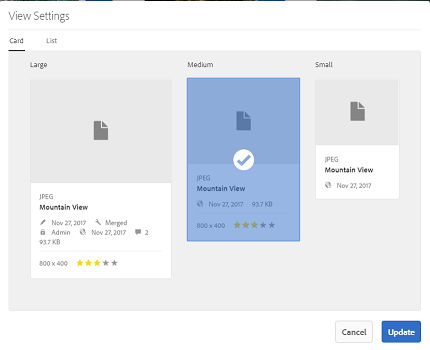 View Settings
Card List
Large Medium Small
JPEG
Mountain View
Nov 27, 2017 Merged
Admin Nov 27, 2017 2
93.7 KB
800 x 400
JPEG
Mountain View
Nov 27, 2017 93.7 KB
800 x 400
JPEG
Mountain View
Nov 27, 2017
Cancel Update